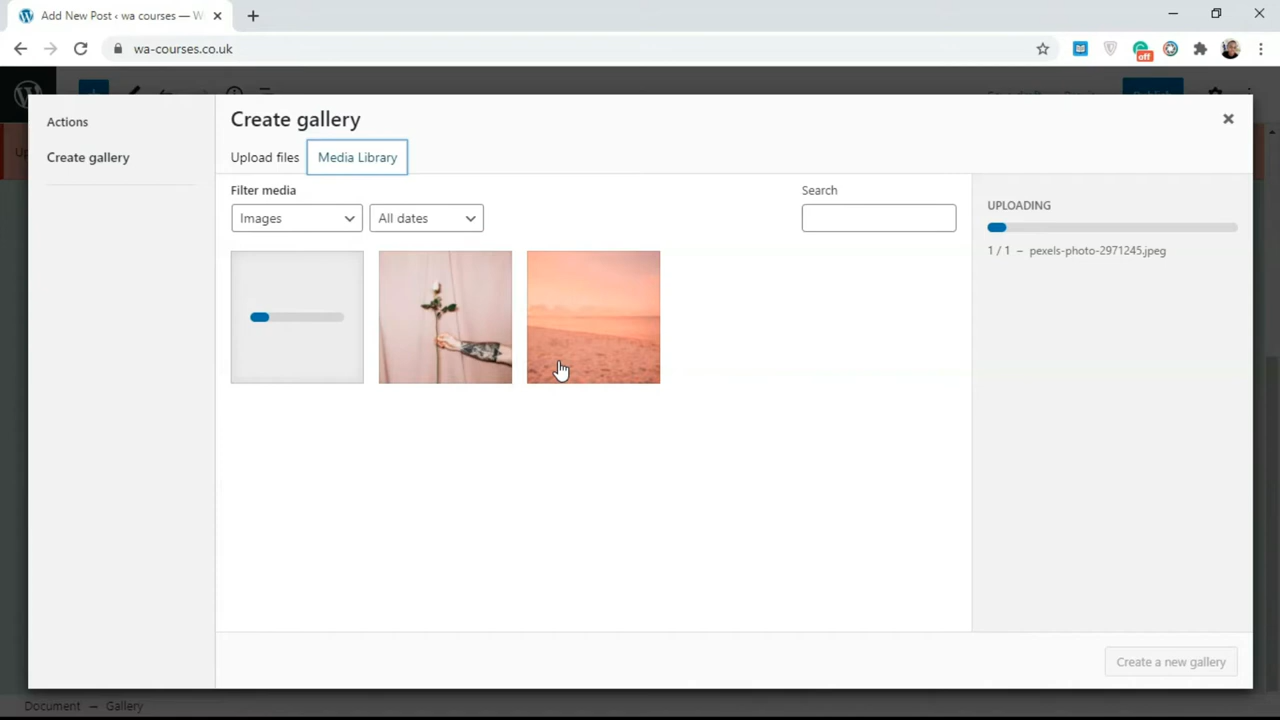 Add New Post ‹ wa courses — W
wa-courses.co.uk
off
Actions
Create gallery
Create gallery
Upload files
Media Library
Filter media
Images
All dates
Search
UPLOADING
1 / 1 – pexels-photo-2971245.jpeg
Create a new gallery
Document — Gallery